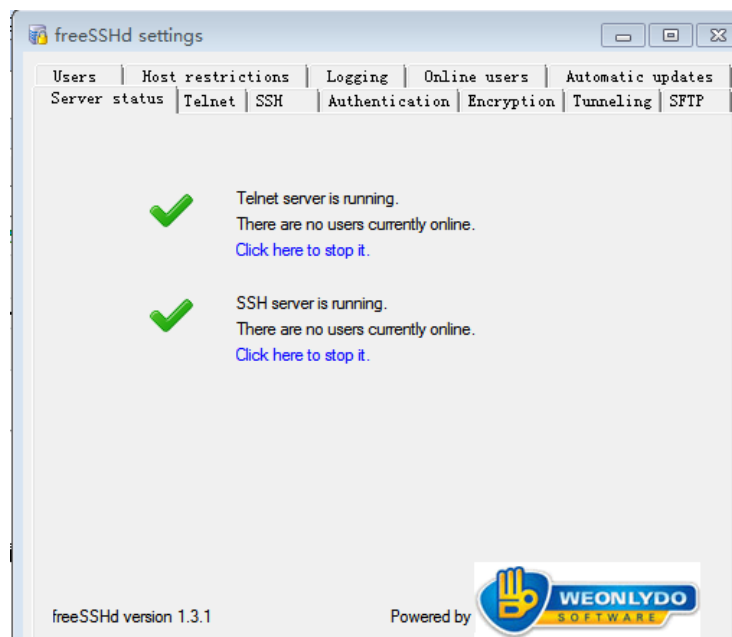 freeSSHd settings
Users Host restrictions Logging Online users Automatic updates
Server status Telnet SSH Authentication Encryption Tunneling SFTP
Telnet server is running.
There are no users currently online.
Click here to stop it.
SSH server is running.
There are no users currently online.
Click here to stop it.
freeSSHd version 1.3.1
Powered by
WEONLYDO
SOFTWARE